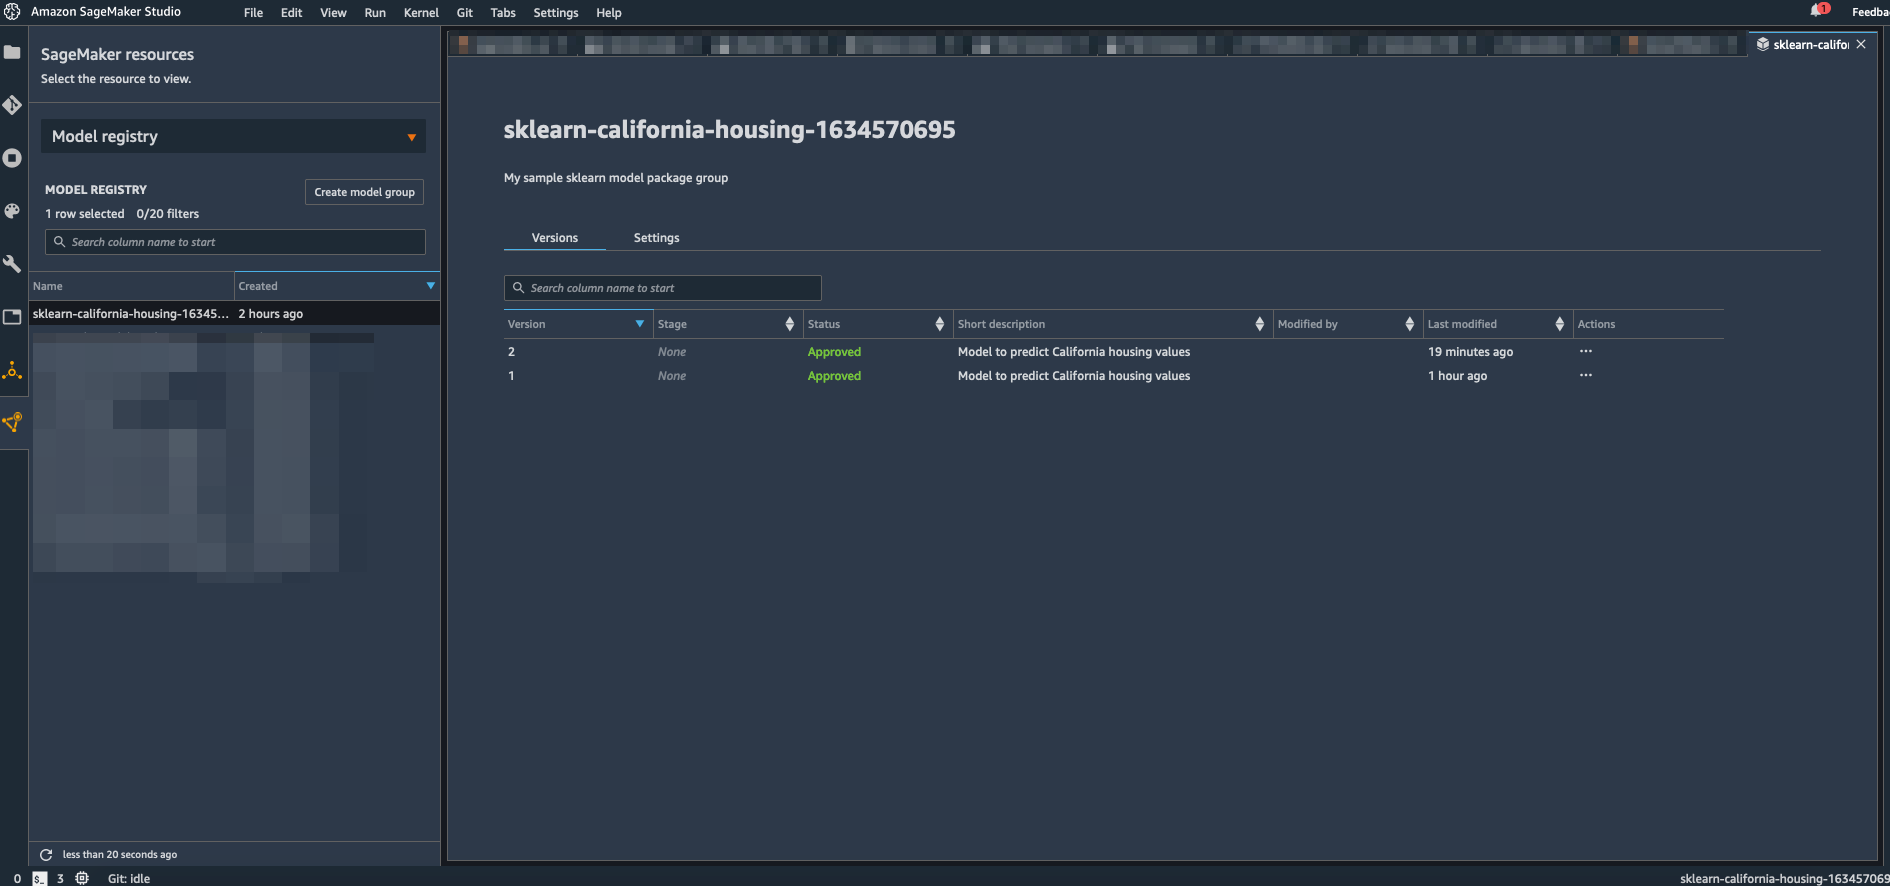 Amazon SageMaker Studio File Edit View Run Kernel Git Tabs Settings Help 1 Feedba
SageMaker resources
Select the resource to view.
Model registry
MODEL REGISTRY Create model group
1 row selected 0/20 filters
Search column name to start
Name Created
sklearn-california-housing-16345... 2 hours ago
less than 20 seconds ago
sklearn-califo
sklearn-california-housing-1634570695
My sample sklearn model package group
Versions Settings
Search column name to start
Version Stage Status Short description Modified by Last modified Actions
2 None Approved Model to predict California housing values 19 minutes ago ...
1 None Approved Model to predict California housing values 1 hour ago ...
0 $_ 3 Git: idle sklearn-california-housing-163457069